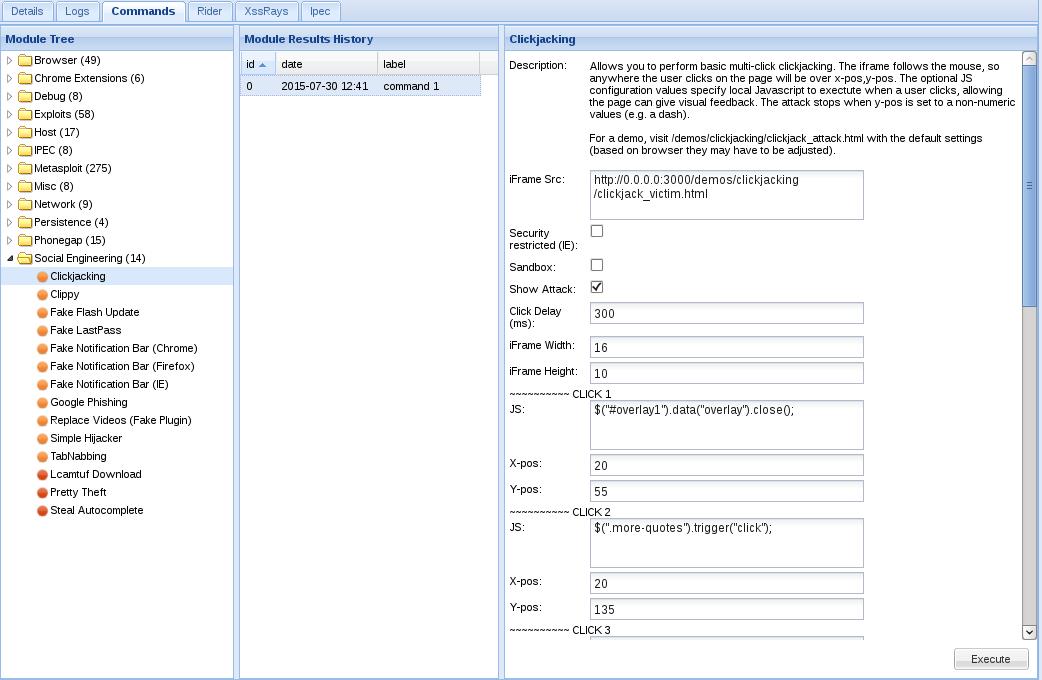 Details Logs Commands Rider XssRays Ipec
Module Tree
Browser (49)
Chrome Extensions (6)
Debug (8)
Exploits (58)
Host (17)
IPEC (8)
Metasploit (275)
Misc (8)
Network (9)
Persistence (4)
Phonegap (15)
Social Engineering (14)
Clickjacking
Clippy
Fake Flash Update
Fake LastPass
Fake Notification Bar (Chrome)
Fake Notification Bar (Firefox)
Fake Notification Bar (IE)
Google Phishing
Replace Videos (Fake Plugin)
Simple Hijacker
TabNabbing
Lcamtuf Download
Pretty Theft
Steal Autocomplete
Module Results History
id date label
0 2015-07-30 12:41 command 1
Clickjacking
Description: Allows you to perform basic multi-click clickjacking. The iframe follows the mouse, so
anywhere the user clicks on the page will be over x-pos,y-pos. The optional JS
configuration values specify local Javascript to exectute when a user clicks, allowing
the page can give visual feedback. The attack stops when y-pos is set to a non-numeric
values (e.g. a dash).
For a demo, visit /demos/clickjacking/clickjack_attack.html with the default settings
(based on browser they may have to be adjusted).
iFrame Src: http://0.0.0.0:3000/demos/clickjacking
/clickjack_victim.html
Security
restricted (IE):
Sandbox:
Show Attack:
Click Delay
(ms): 300
iFrame Width: 16
iFrame Height: 10
~~~~~~~~~~ CLICK 1
JS: $("#overlay1").data("overlay").close();
X-pos: 20
Y-pos: 55
~~~~~~~~~~ CLICK 2
JS: $(".more-quotes").trigger("click");
X-pos: 20
Y-pos: 135
~~~~~~~~~~ CLICK 3
Execute